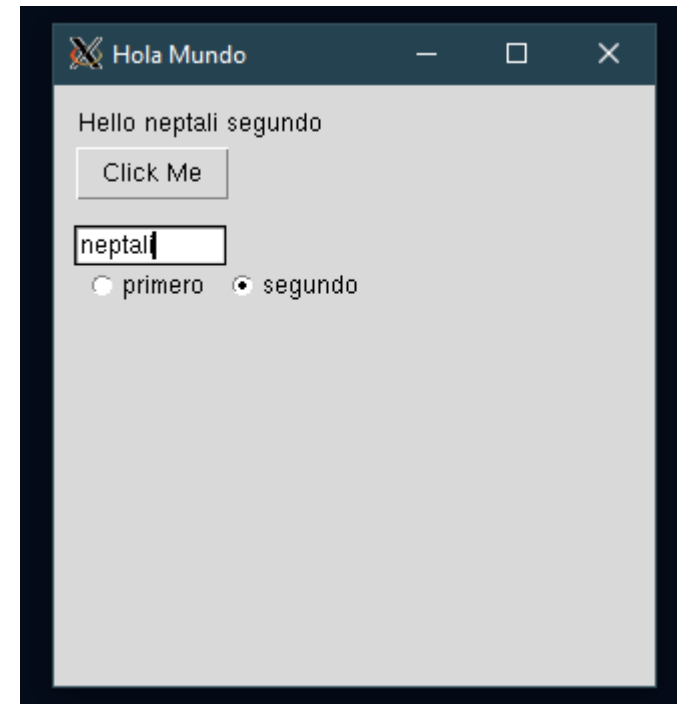 Hola Mundo
Hello neptali segundo
Click Me
neptali
primero segundo